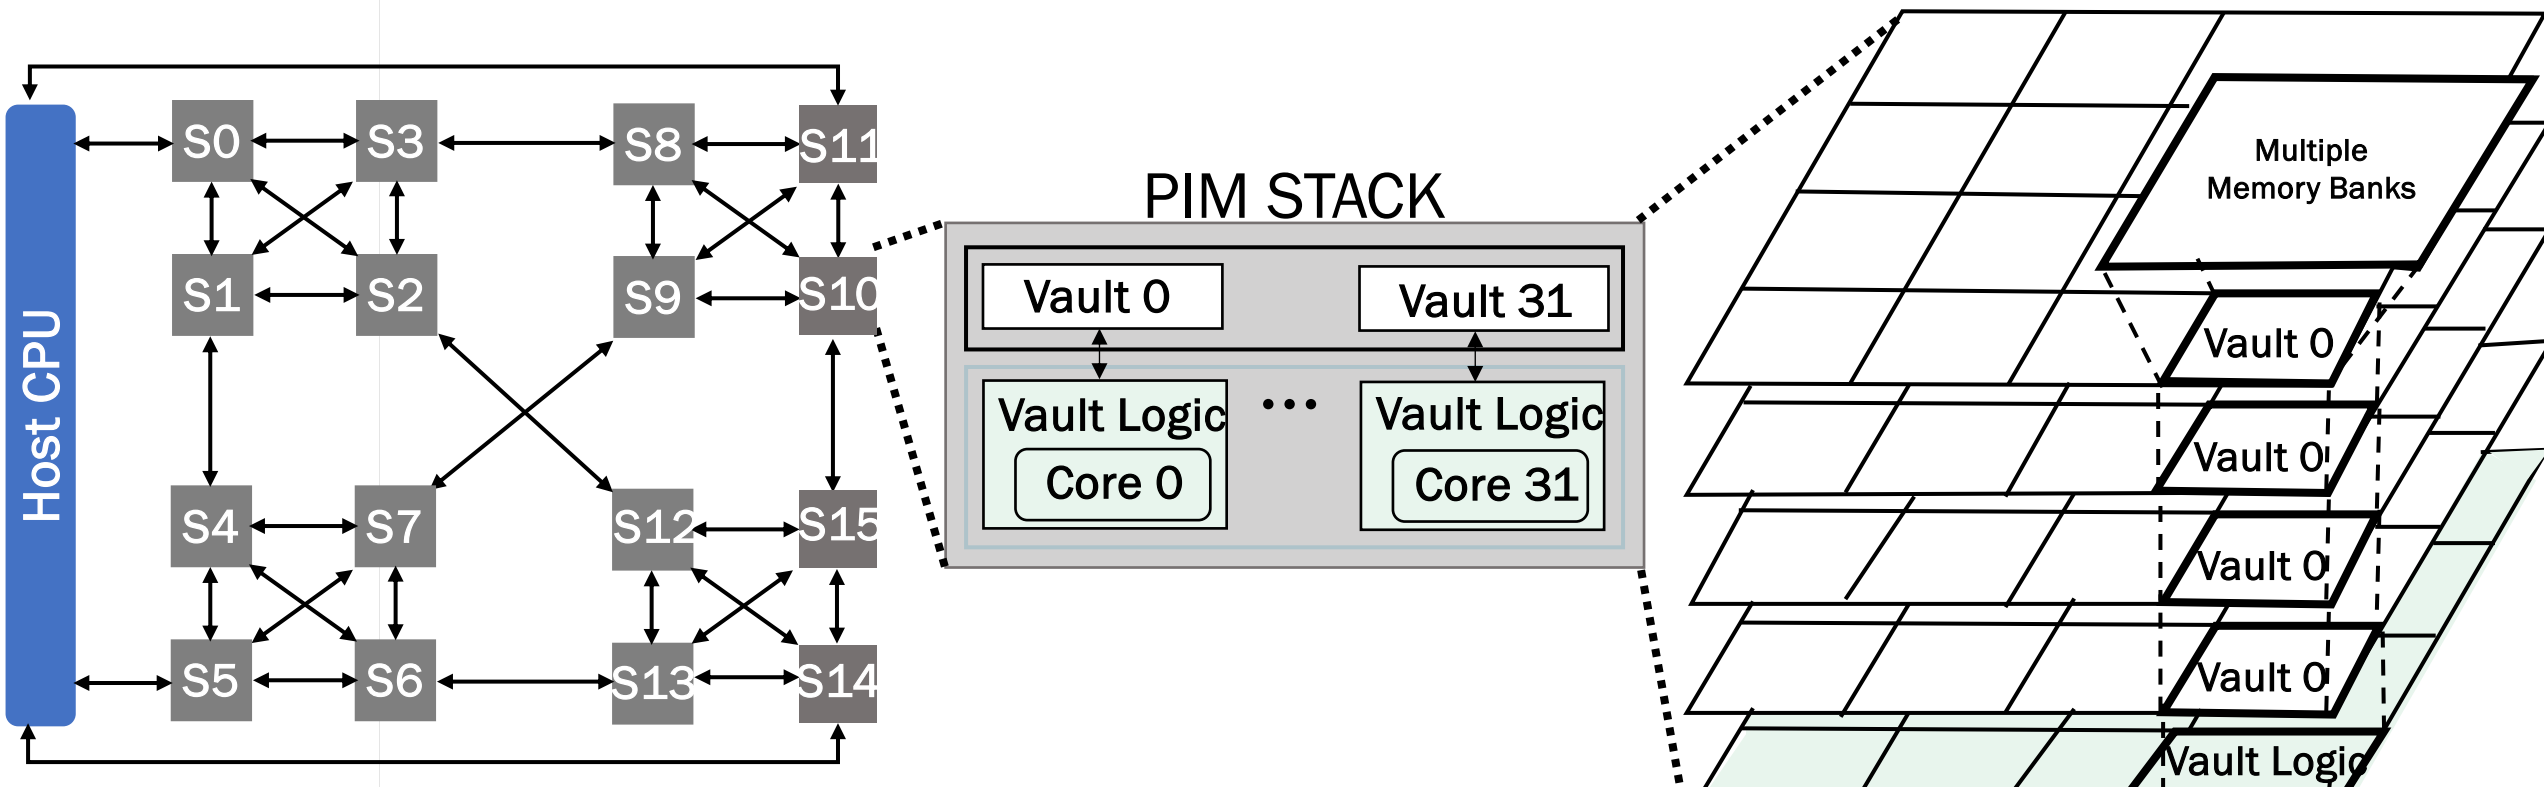 Host CPU
S0
S3
S8
S11
S1
S2
S9
S10
S4
S7
S12
S15
S5
S6
S13
S14
PIM STACK
Vault 0
Vault 31
Vault Logic
Core 0
...
Vault Logic
Core 31
Multiple
Memory Banks
Vault 0
Vault 0
Vault 0
Vault 0
Vault Logic